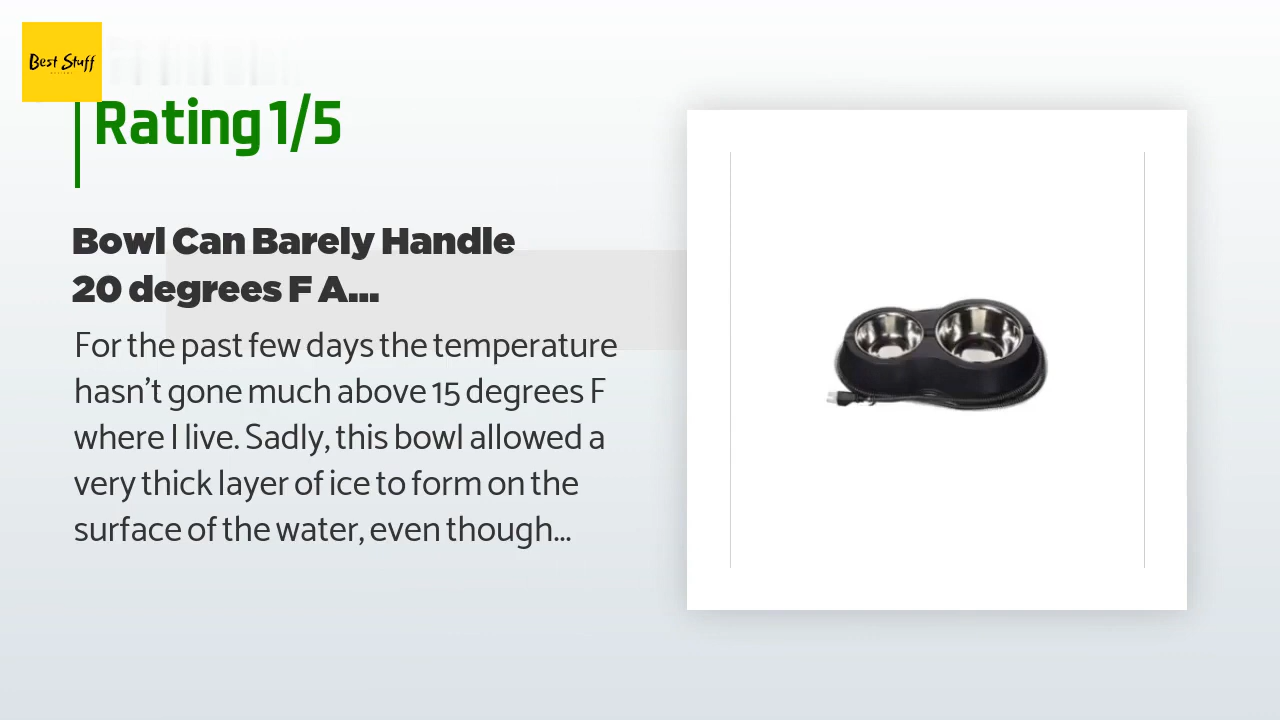 Best Stuff
Rating 1/5
Bowl Can Barely Handle
20 degrees F A...
For the past few days the temperature
hasn't gone much above 15 degrees F
where I live. Sadly, this bowl allowed a
very thick layer of ice to form on the
surface of the water, even though...